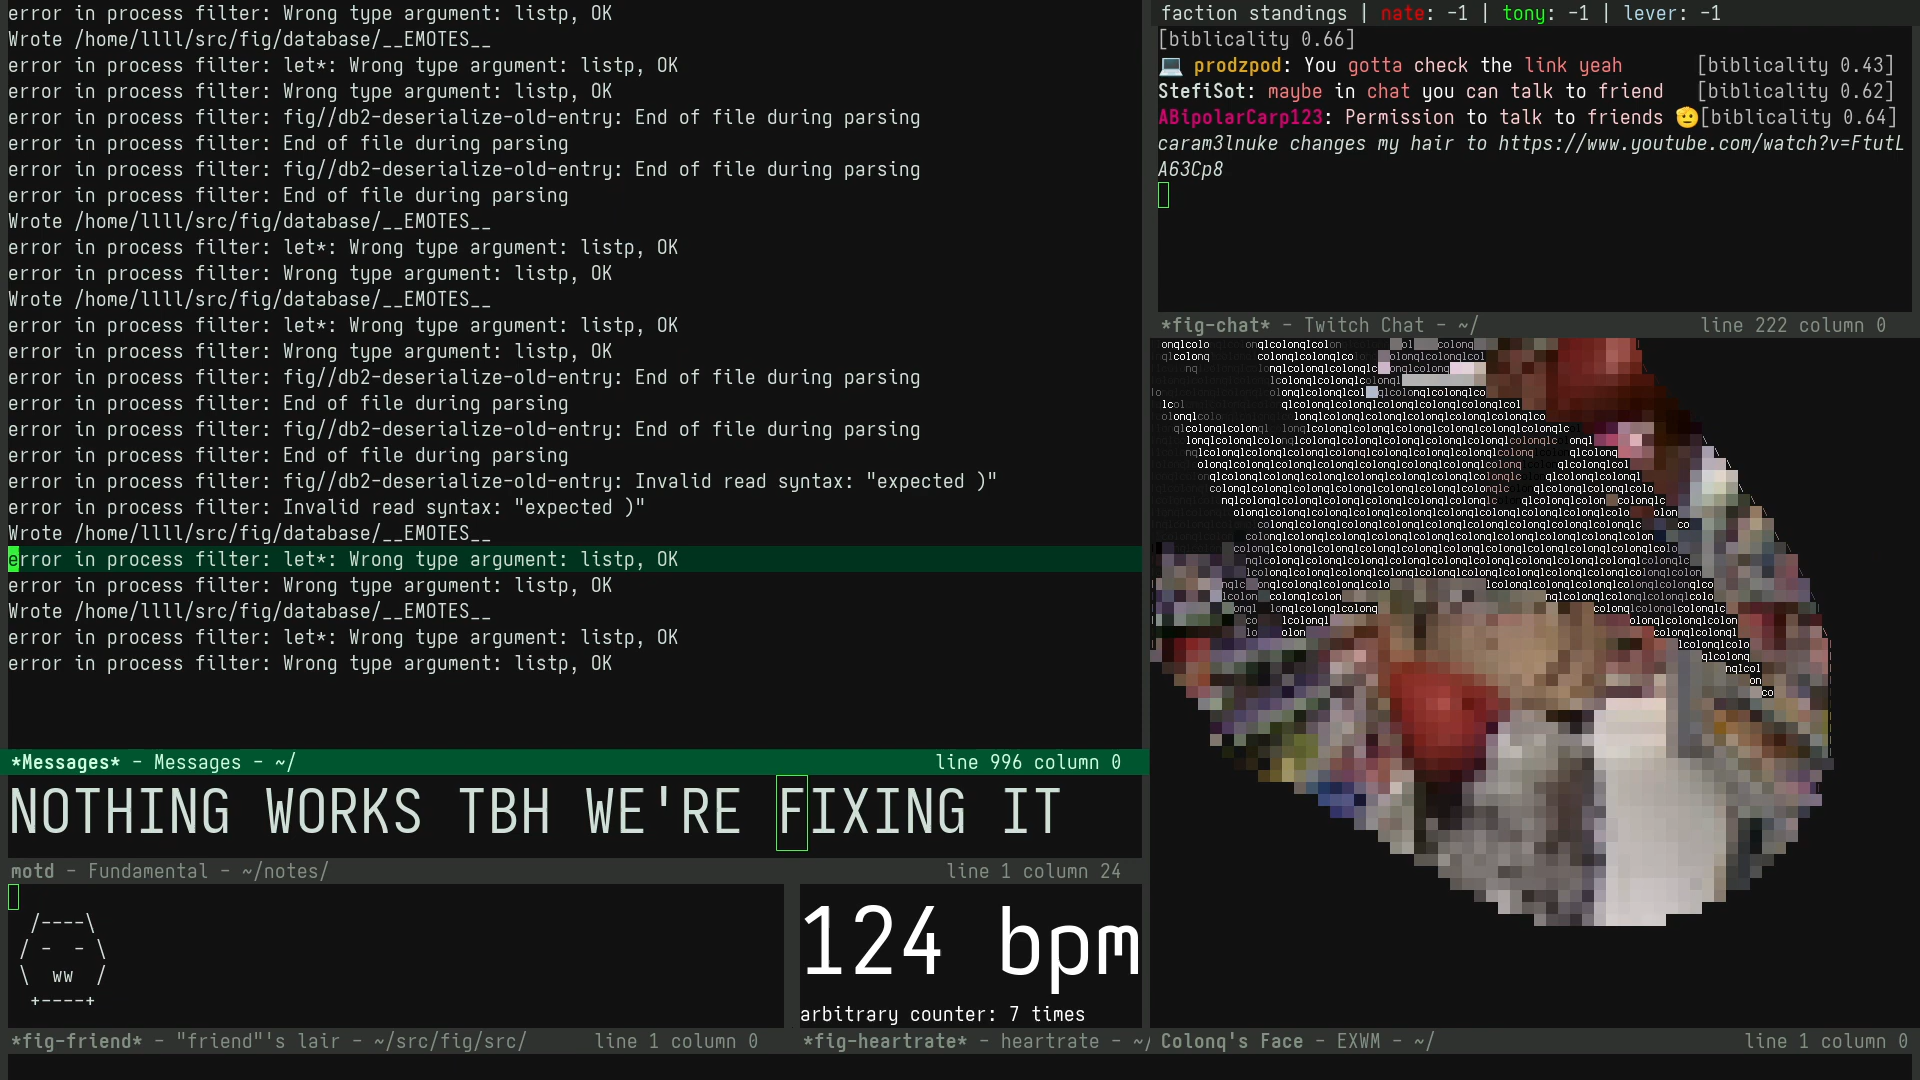 error in process filter: Wrong type argument: listp, OK
Wrote /home/llll/src/fig/database/__EMOTES__
error in process filter: let*: Wrong type argument: listp, OK
error in process filter: Wrong type argument: listp, OK
error in process filter: fig//db2-deserialize-old-entry: End of file during parsing
error in process filter: End of file during parsing
error in process filter: fig//db2-deserialize-old-entry: End of file during parsing
error in process filter: End of file during parsing
Wrote /home/llll/src/fig/database/__EMOTES__
error in process filter: let*: Wrong type argument: listp, OK
error in process filter: Wrong type argument: listp, OK
Wrote /home/llll/src/fig/database/__EMOTES__
error in process filter: let*: Wrong type argument: listp, OK
error in process filter: Wrong type argument: listp, OK
error in process filter: fig//db2-deserialize-old-entry: End of file during parsing
error in process filter: End of file during parsing
error in process filter: fig//db2-deserialize-old-entry: End of file during parsing
error in process filter: End of file during parsing
error in process filter: fig//db2-deserialize-old-entry: Invalid read syntax: "expected )"
error in process filter: Invalid read syntax: "expected )"
Wrote /home/llll/src/fig/database/__EMOTES__
error in process filter: let*: Wrong type argument: listp, OK
error in process filter: Wrong type argument: listp, OK
Wrote /home/llll/src/fig/database/__EMOTES__
error in process filter: let*: Wrong type argument: listp, OK
error in process filter: Wrong type argument: listp, OK
*Messages* - Messages - ~/ line 996 column 0
NOTHING WORKS TBH WE'RE FIXING IT
motd - Fundamental - ~/notes/ line 1 column 24
/----\
/ - - \
\ ww /
+----+
*fig-friend* - "friend"'s lair - ~/src/fig/src/ line 1 column 0
124 bpm
arbitrary counter: 7 times
*fig-heartrate* - heartrate - ~/
faction standings | nate: -1 | tony: -1 | lever: -1
[biblicality 0.66]
💻 prodzpod: You gotta check the link yeah [biblicality 0.43]
StefiSot: maybe in chat you can talk to friend [biblicality 0.62]
ABipolarCarp123: Permission to talk to friends 🫡[biblicality 0.64]
caram3lnuke changes my hair to https://www.youtube.com/watch?v=FtutL
A63Cp8
*fig-chat* - Twitch Chat - ~/ line 222 column 0
Colonq's Face - EXWM - ~/ line 1 column 0